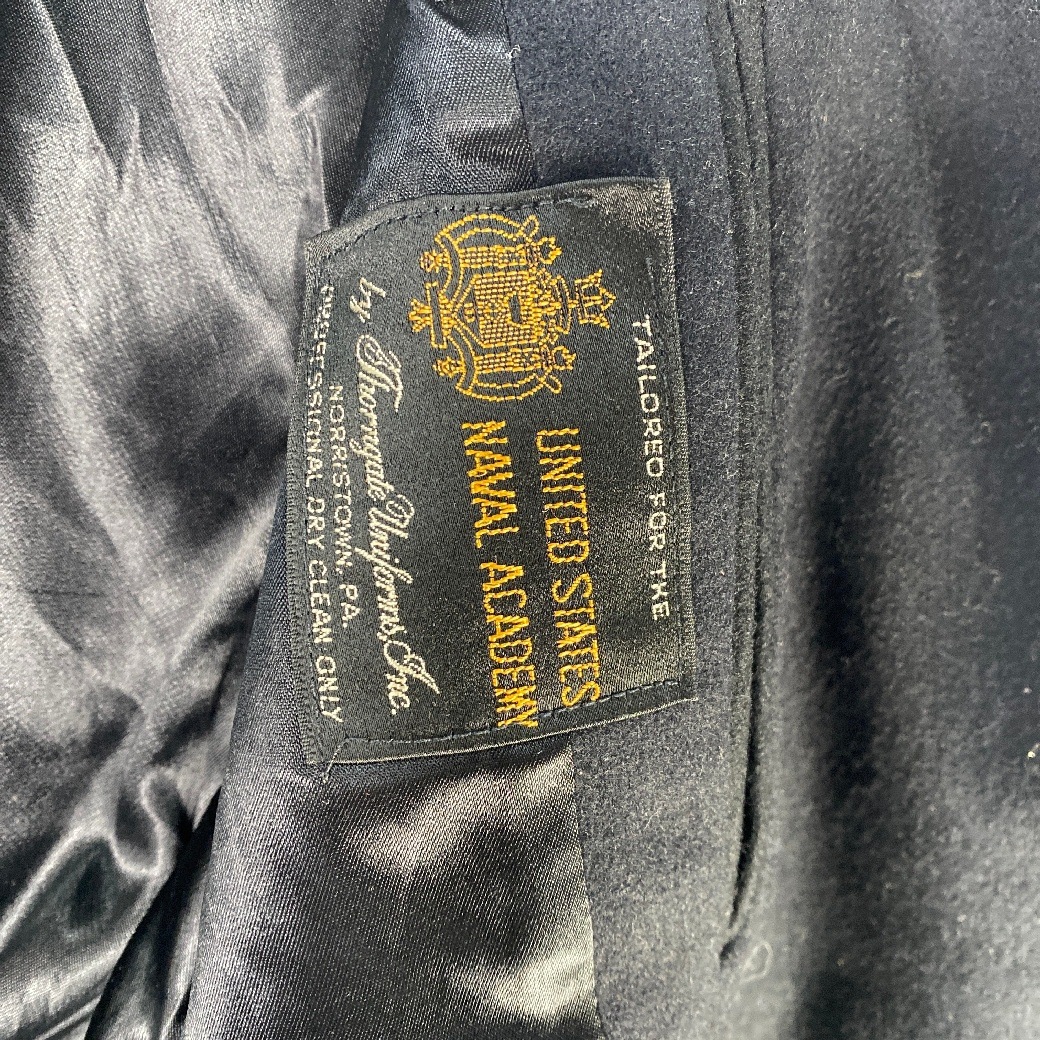 TAILORED FOR THE
UNITED STATES
NAVAL ACADEMY
by Thorngate Uniforms, Inc.
NORRISTOWN, PA.
PROFESSIONAL DRY CLEAN ONLY